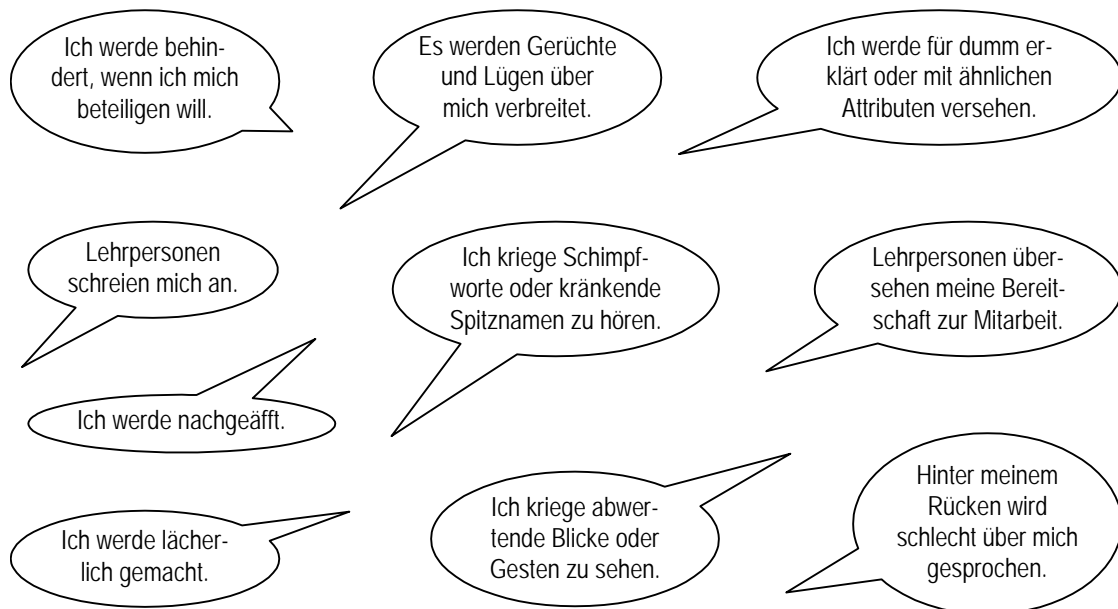 Ich werde behin-
dert, wenn ich mich
beteiligen will.
Es werden Gerüchte
und Lügen über
mich verbreitet.
Ich werde für dumm er-
klärt oder mit ähnlichen
Attributen versehen.
Lehrpersonen
schreien mich an.
Ich kriege Schimpf-
worte oder kränkende
Spitznamen zu hören.
Lehrpersonen über-
sehen meine Bereit-
schaft zur Mitarbeit.
Ich werde nachgeäfft.
Ich werde lächer-
lich gemacht.
Ich kriege abwer-
tende Blicke oder
Gesten zu sehen.
Hinter meinem
Rücken wird
schlecht über mich
gesprochen.